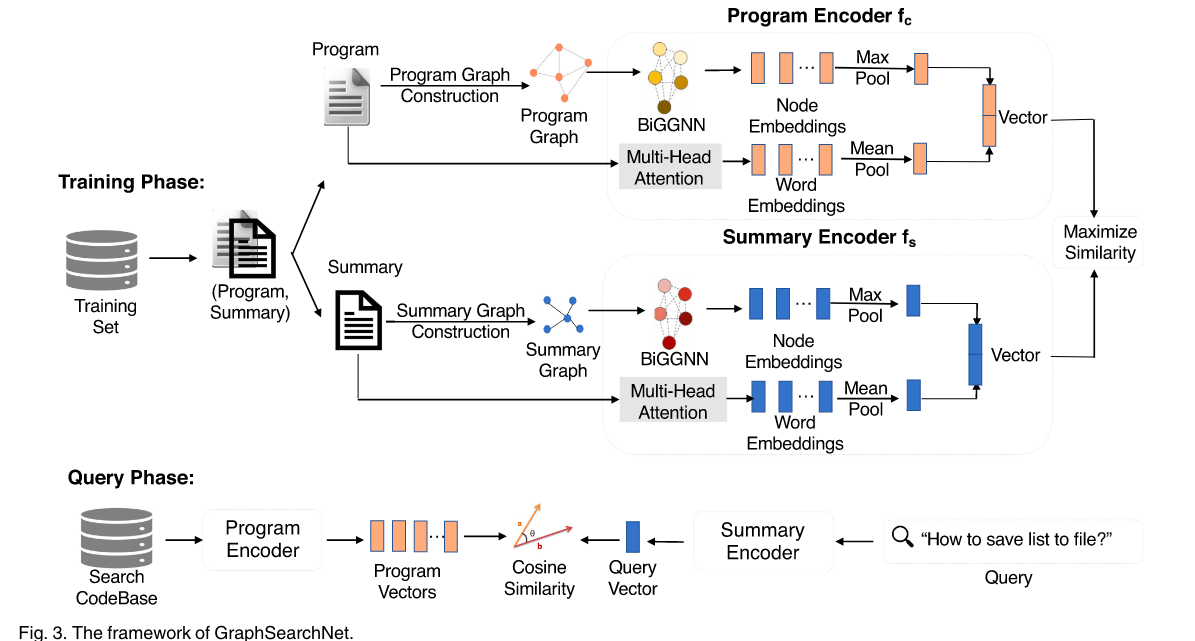 Program Encoder fc
Program
Program Graph
Construction
Program
Graph
BiGGNN
Node
Embeddings
Max
Pool
Vector
Multi-Head
Attention
Word
Embeddings
Mean
Pool
Training Phase:
Training
Set
(Program,
Summary)
Maximize
Similarity
Summary Encoder fs
Summary
Summary Graph
Construction
Summary
Graph
BiGGNN
Node
Embeddings
Max
Pool
Vector
Multi-Head
Attention
Word
Embeddings
Mean
Pool
Query Phase:
Search
CodeBase
Program
Encoder
Program
Vectors
a
θ
b
Cosine
Similarity
Query
Vector
Summary
Encoder
“How to save list to file?”
Query
Fig. 3. The framework of GraphSearchNet.